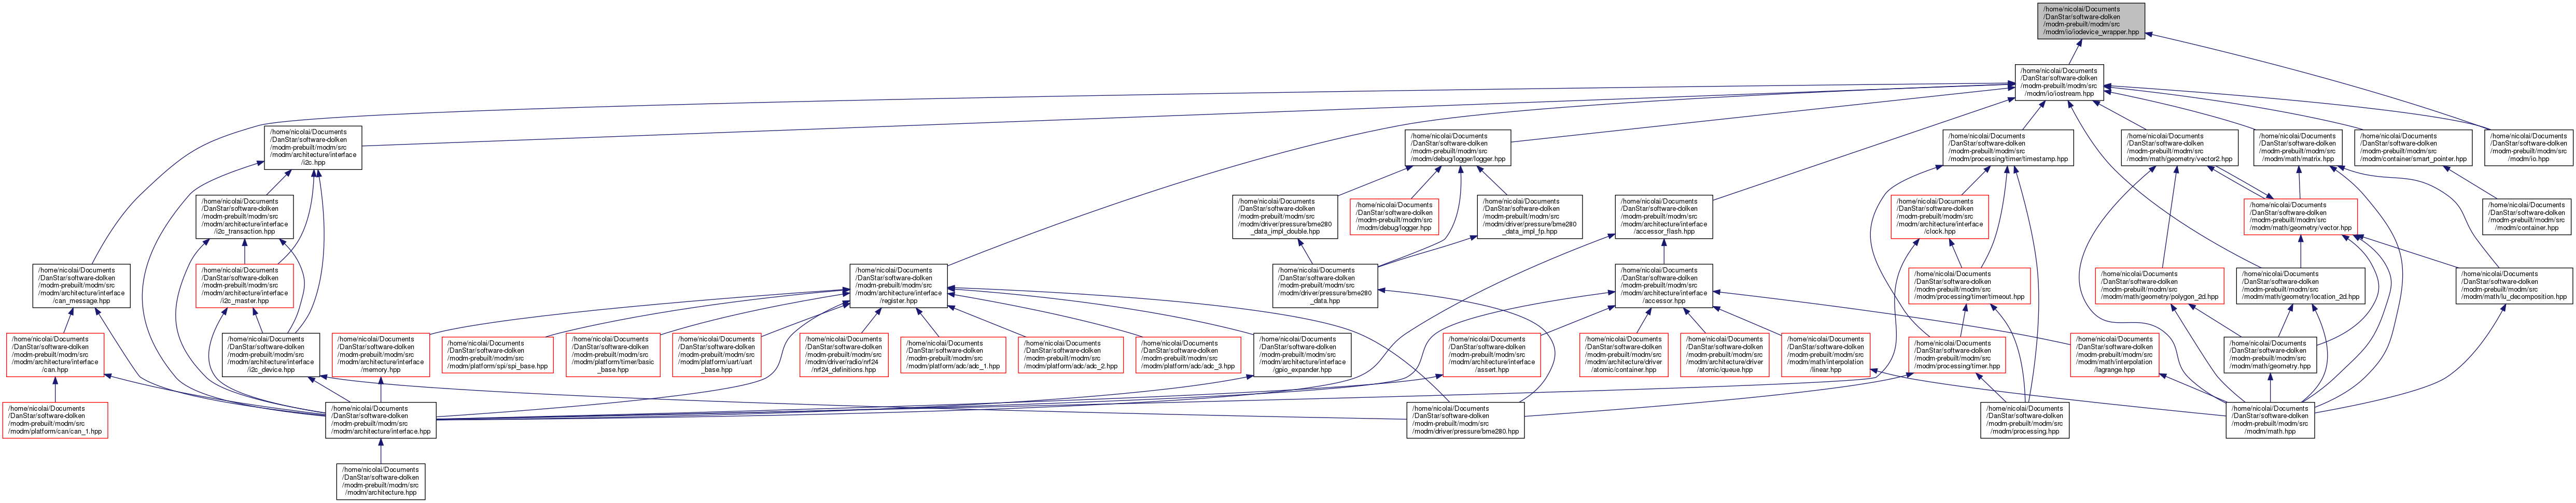 /home/nicolai/Documents
/DanStar/software-dolken
/modm-prebuilt/modm/src
/modm/io/iodevice_wrapper.hpp
/home/nicolai/Documents
/DanStar/software-dolken
/modm-prebuilt/modm/src
/modm/io/iostream.hpp
/home/nicolai/Documents
/DanStar/software-dolken
/modm-prebuilt/modm/src
/modm/architecture/interface
/i2c.hpp
/home/nicolai/Documents
/DanStar/software-dolken
/modm-prebuilt/modm/src
/modm/debug/logger/logger.hpp
/home/nicolai/Documents
/DanStar/software-dolken
/modm-prebuilt/modm/src
/modm/processing/timer/timestamp.hpp
/home/nicolai/Documents
/DanStar/software-dolken
/modm-prebuilt/modm/src
/modm/math/geometry/vector2.hpp
/home/nicolai/Documents
/DanStar/software-dolken
/modm-prebuilt/modm/src
/modm/math/matrix.hpp
/home/nicolai/Documents
/DanStar/software-dolken
/modm-prebuilt/modm/src
/modm/container/smart_pointer.hpp
/home/nicolai/Documents
/DanStar/software-dolken
/modm-prebuilt/modm/src
/modm/io.hpp
/home/nicolai/Documents
/DanStar/software-dolken
/modm-prebuilt/modm/src
/modm/architecture/interface
/i2c_transaction.hpp
/home/nicolai/Documents
/DanStar/software-dolken
/modm-prebuilt/modm/src
/modm/driver/pressure/bme280
_data_impl_double.hpp
/home/nicolai/Documents
/DanStar/software-dolken
/modm-prebuilt/modm/src
/modm/debug/logger.hpp
/home/nicolai/Documents
/DanStar/software-dolken
/modm-prebuilt/modm/src
/modm/driver/pressure/bme280
_data_impl_fp.hpp
/home/nicolai/Documents
/DanStar/software-dolken
/modm-prebuilt/modm/src
/modm/architecture/interface
/accessor_flash.hpp
/home/nicolai/Documents
/DanStar/software-dolken
/modm-prebuilt/modm/src
/modm/architecture/interface
/clock.hpp
/home/nicolai/Documents
/DanStar/software-dolken
/modm-prebuilt/modm/src
/modm/math/geometry/vector.hpp
/home/nicolai/Documents
/DanStar/software-dolken
/modm-prebuilt/modm/src
/modm/container.hpp
/home/nicolai/Documents
/DanStar/software-dolken
/modm-prebuilt/modm/src
/modm/architecture/interface
/can_message.hpp
/home/nicolai/Documents
/DanStar/software-dolken
/modm-prebuilt/modm/src
/modm/architecture/interface
/i2c_master.hpp
/home/nicolai/Documents
/DanStar/software-dolken
/modm-prebuilt/modm/src
/modm/architecture/interface
/register.hpp
/home/nicolai/Documents
/DanStar/software-dolken
/modm-prebuilt/modm/src
/modm/driver/pressure/bme280
_data.hpp
/home/nicolai/Documents
/DanStar/software-dolken
/modm-prebuilt/modm/src
/modm/architecture/interface
/accessor.hpp
/home/nicolai/Documents
/DanStar/software-dolken
/modm-prebuilt/modm/src
/modm/processing/timer/timeout.hpp
/home/nicolai/Documents
/DanStar/software-dolken
/modm-prebuilt/modm/src
/modm/math/geometry/polygon_2d.hpp
/home/nicolai/Documents
/DanStar/software-dolken
/modm-prebuilt/modm/src
/modm/math/geometry/location_2d.hpp
/home/nicolai/Documents
/DanStar/software-dolken
/modm-prebuilt/modm/src
/modm/math/lu_decomposition.hpp
/home/nicolai/Documents
/DanStar/software-dolken
/modm-prebuilt/modm/src
/modm/architecture/interface
/can.hpp
/home/nicolai/Documents
/DanStar/software-dolken
/modm-prebuilt/modm/src
/modm/architecture/interface
/i2c_device.hpp
/home/nicolai/Documents
/DanStar/software-dolken
/modm-prebuilt/modm/src
/modm/architecture/interface
/memory.hpp
/home/nicolai/Documents
/DanStar/software-dolken
/modm-prebuilt/modm/src
/modm/platform/spi/spi_base.hpp
/home/nicolai/Documents
/DanStar/software-dolken
/modm-prebuilt/modm/src
/modm/platform/timer/basic
_base.hpp
/home/nicolai/Documents
/DanStar/software-dolken
/modm-prebuilt/modm/src
/modm/platform/uart/uart
_base.hpp
/home/nicolai/Documents
/DanStar/software-dolken
/modm-prebuilt/modm/src
/modm/driver/radio/nrf24
/nrf24_definitions.hpp
/home/nicolai/Documents
/DanStar/software-dolken
/modm-prebuilt/modm/src
/modm/platform/adc/adc_1.hpp
/home/nicolai/Documents
/DanStar/software-dolken
/modm-prebuilt/modm/src
/modm/platform/adc/adc_2.hpp
/home/nicolai/Documents
/DanStar/software-dolken
/modm-prebuilt/modm/src
/modm/platform/adc/adc_3.hpp
/home/nicolai/Documents
/DanStar/software-dolken
/modm-prebuilt/modm/src
/modm/architecture/interface
/gpio_expander.hpp
/home/nicolai/Documents
/DanStar/software-dolken
/modm-prebuilt/modm/src
/modm/architecture/interface
/assert.hpp
/home/nicolai/Documents
/DanStar/software-dolken
/modm-prebuilt/modm/src
/modm/architecture/driver
/atomic/container.hpp
/home/nicolai/Documents
/DanStar/software-dolken
/modm-prebuilt/modm/src
/modm/architecture/driver
/atomic/queue.hpp
/home/nicolai/Documents
/DanStar/software-dolken
/modm-prebuilt/modm/src
/modm/math/interpolation
/linear.hpp
/home/nicolai/Documents
/DanStar/software-dolken
/modm-prebuilt/modm/src
/modm/processing/timer.hpp
/home/nicolai/Documents
/DanStar/software-dolken
/modm-prebuilt/modm/src
/modm/math/interpolation
/lagrange.hpp
/home/nicolai/Documents
/DanStar/software-dolken
/modm-prebuilt/modm/src
/modm/math/geometry.hpp
/home/nicolai/Documents
/DanStar/software-dolken
/modm-prebuilt/modm/src
/modm/platform/can/can_1.hpp
/home/nicolai/Documents
/DanStar/software-dolken
/modm-prebuilt/modm/src
/modm/architecture/interface.hpp
/home/nicolai/Documents
/DanStar/software-dolken
/modm-prebuilt/modm/src
/modm/driver/pressure/bme280.hpp
/home/nicolai/Documents
/DanStar/software-dolken
/modm-prebuilt/modm/src
/modm/processing.hpp
/home/nicolai/Documents
/DanStar/software-dolken
/modm-prebuilt/modm/src
/modm/math.hpp
/home/nicolai/Documents
/DanStar/software-dolken
/modm-prebuilt/modm/src
/modm/architecture.hpp